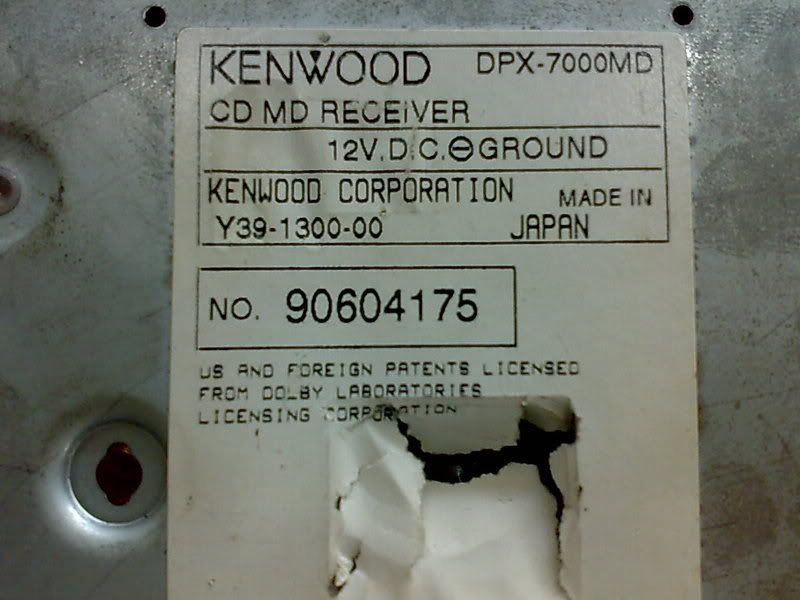 KENWOOD DPX-7000MD
CD MD RECEIVER
12V.D.C.⊖GROUND
KENWOOD CORPORATION MADE IN
Y39-1300-00 JAPAN
NO. 90604175
US AND FOREIGN PATENTS LICENSED
FROM DOLBY LABORATORIES
LICENSING CORPORATION